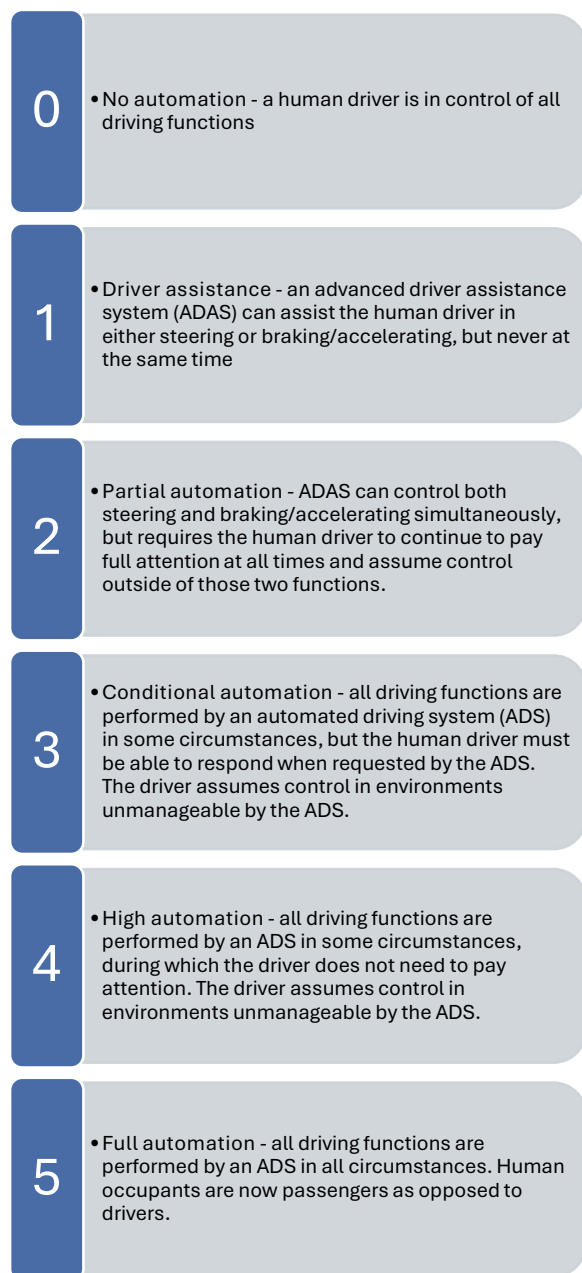 0
• No automation - a human driver is in control of all
driving functions
1
• Driver assistance - an advanced driver assistance
system (ADAS) can assist the human driver in
either steering or braking/accelerating, but never at
the same time
2
• Partial automation - ADAS can control both
steering and braking/accelerating simultaneously,
but requires the human driver to continue to pay
full attention at all times and assume control
outside of those two functions.
3
• Conditional automation - all driving functions are
performed by an automated driving system (ADS)
in some circumstances, but the human driver must
be able to respond when requested by the ADS.
The driver assumes control in environments
unmanageable by the ADS.
4
• High automation - all driving functions are
performed by an ADS in some circumstances,
during which the driver does not need to pay
attention. The driver assumes control in
environments unmanageable by the ADS.
5
• Full automation - all driving functions are
performed by an ADS in all circumstances. Human
occupants are now passengers as opposed to
drivers.